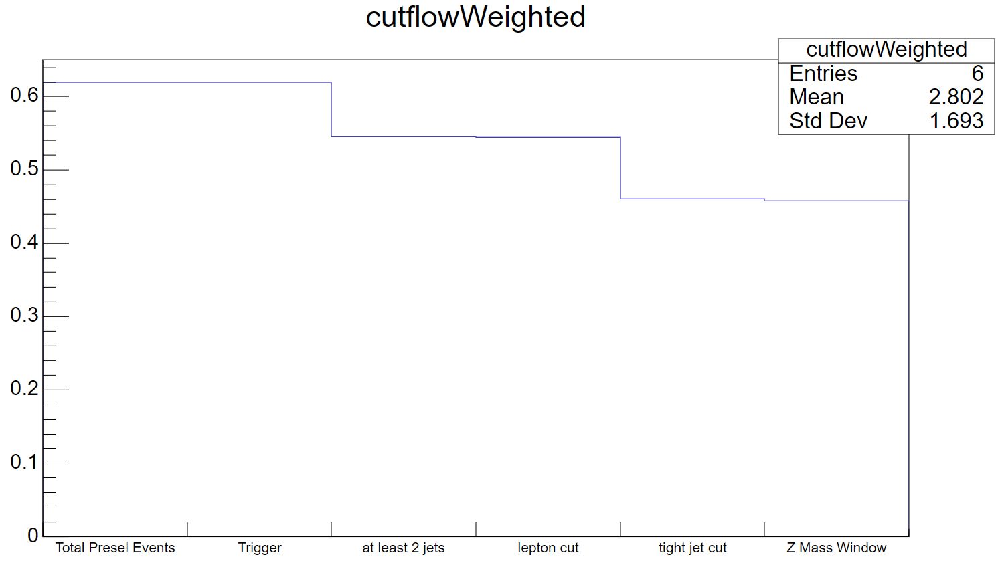 cutflowWeighted
cutflowWeighted
Entries 6
Mean 2.802
Std Dev 1.693
0.6
0.5
0.4
0.3
0.2
0.1
0
Total Presel Events Trigger at least 2 jets lepton cut tight jet cut Z Mass Window